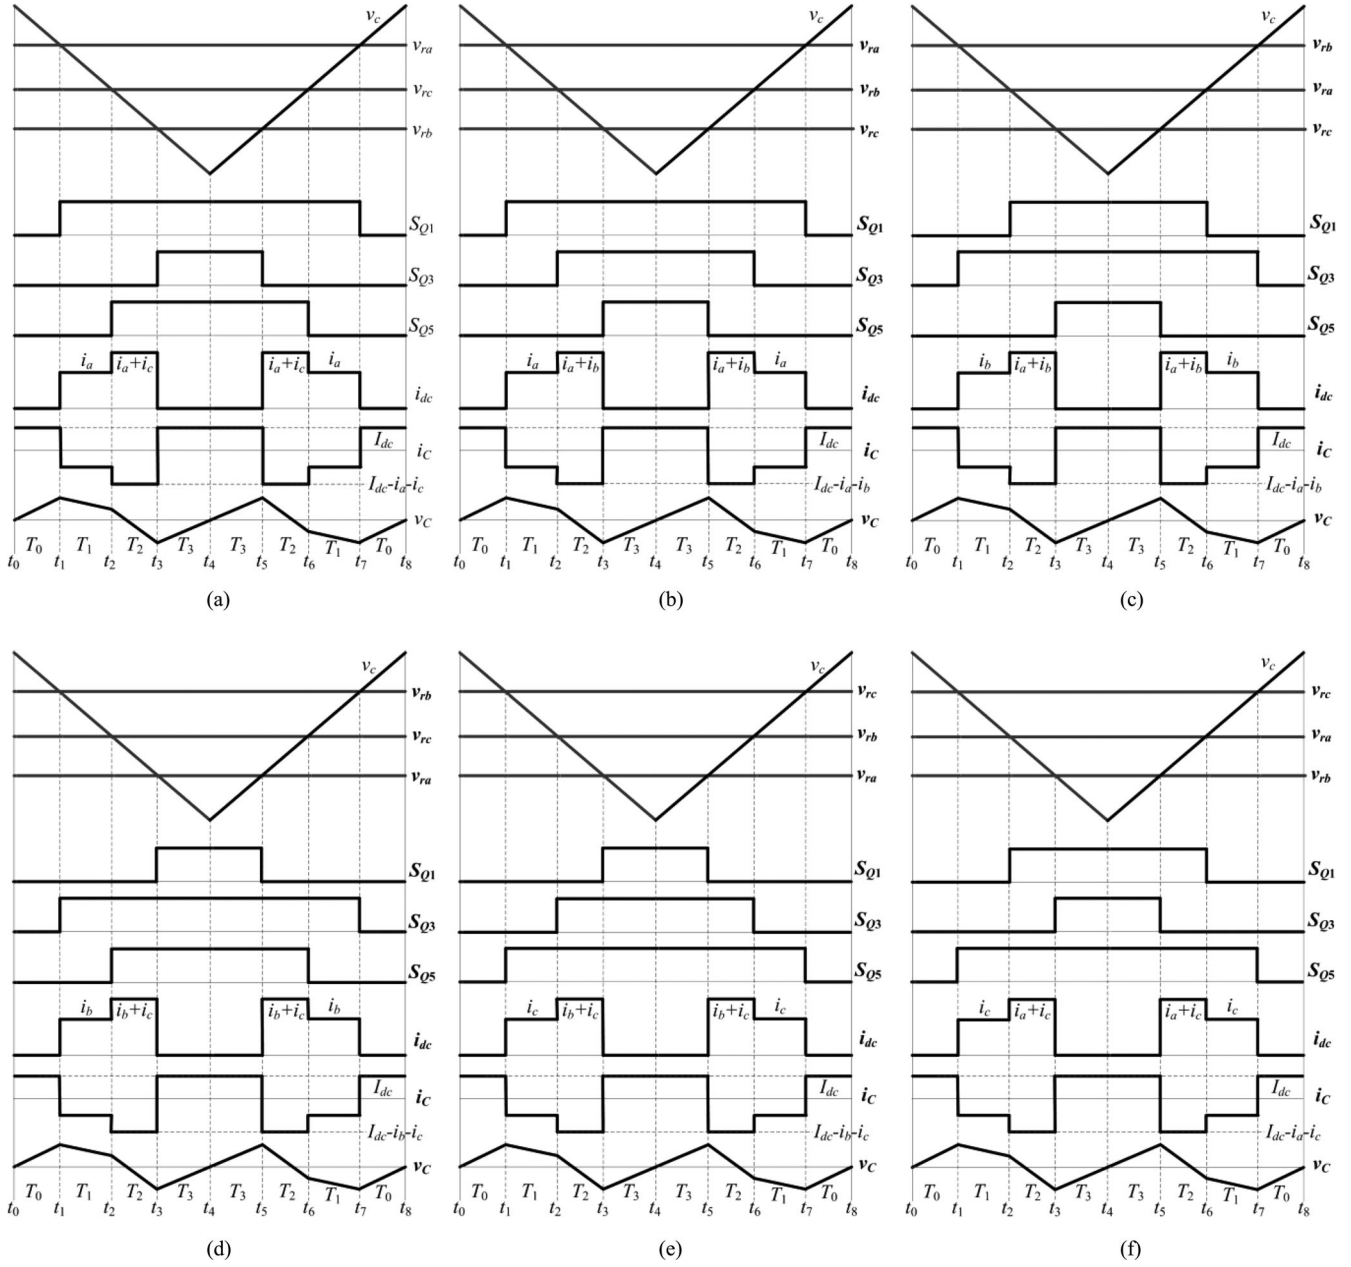 v_c
v_ra
v_rc
v_rb
S_Q1
S_Q3
S_Q5
i_a i_a+i_c i_a+i_c i_a
i_dc
I_dc
i_C
I_dc-i_a-i_c
v_C
T_0 T_1 T_2 T_3 T_3 T_2 T_1 T_0
t_0 t_1 t_2 t_3 t_4 t_5 t_6 t_7 t_8
(a)
v_c
v_ra
v_rb
v_rc
S_Q1
S_Q3
S_Q5
i_a i_a+i_b i_a+i_b i_a
i_dc
I_dc
i_C
I_dc-i_a-i_b
v_C
T_0 T_1 T_2 T_3 T_3 T_2 T_1 T_0
t_0 t_1 t_2 t_3 t_4 t_5 t_6 t_7 t_8
(b)
v_c
v_rb
v_ra
v_rc
S_Q1
S_Q3
S_Q5
i_b i_a+i_b i_a+i_b i_b
i_dc
I_dc
i_C
I_dc-i_a-i_b
v_C
T_0 T_1 T_2 T_3 T_3 T_2 T_1 T_0
t_0 t_1 t_2 t_3 t_4 t_5 t_6 t_7 t_8
(c)
v_c
v_rb
v_rc
v_ra
S_Q1
S_Q3
S_Q5
i_b i_b+i_c i_b+i_c i_b
i_dc
I_dc
i_C
I_dc-i_b-i_c
v_C
T_0 T_1 T_2 T_3 T_3 T_2 T_1 T_0
t_0 t_1 t_2 t_3 t_4 t_5 t_6 t_7 t_8
(d)
v_c
v_rc
v_rb
v_ra
S_Q1
S_Q3
S_Q5
i_c i_b+i_c i_b+i_c i_c
i_dc
I_dc
i_C
I_dc-i_b-i_c
v_C
T_0 T_1 T_2 T_3 T_3 T_2 T_1 T_0
t_0 t_1 t_2 t_3 t_4 t_5 t_6 t_7 t_8
(e)
v_c
v_rc
v_ra
v_rb
S_Q1
S_Q3
S_Q5
i_c i_a+i_c i_a+i_c i_c
i_dc
I_dc
i_C
I_dc-i_a-i_c
v_C
T_0 T_1 T_2 T_3 T_3 T_2 T_1 T_0
t_0 t_1 t_2 t_3 t_4 t_5 t_6 t_7 t_8
(f)